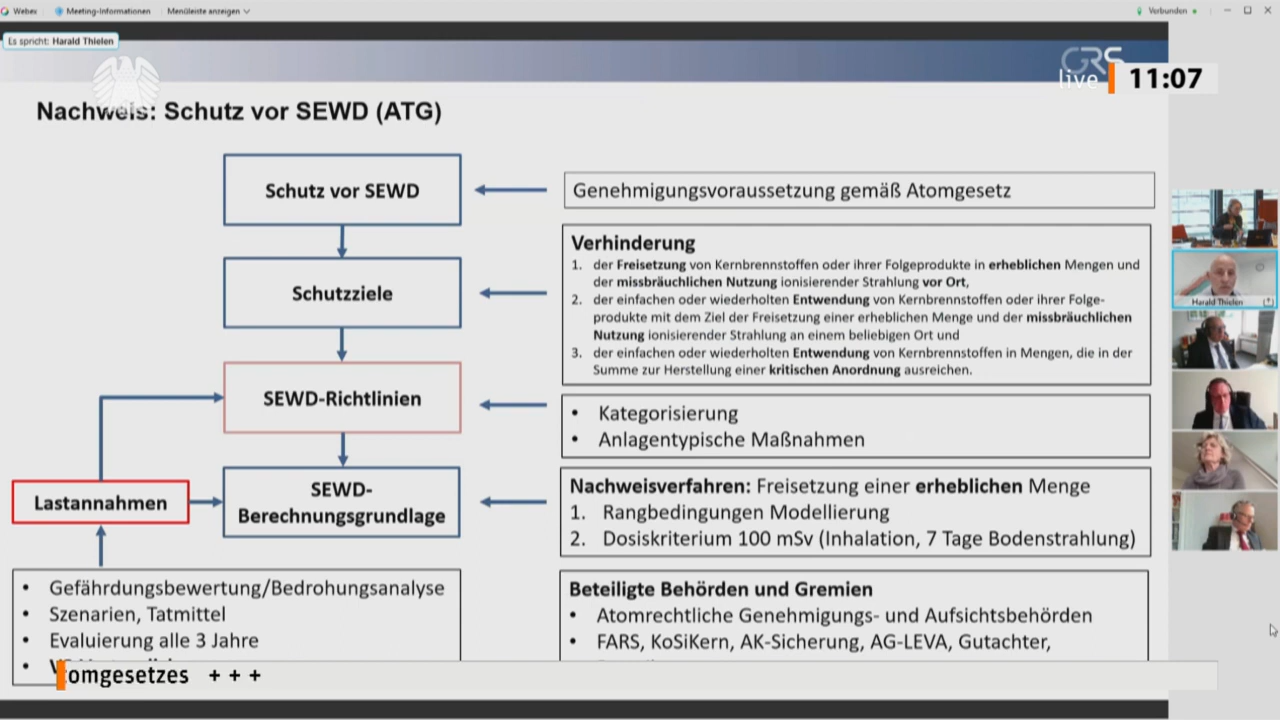 Webex
Meeting-Informationen
Menüleiste anzeigen
Verbunden
Es spricht: Harald Thielen
GRS
live
11:07
Nachweis: Schutz vor SEWD (ATG)
Schutz vor SEWD
Genehmigungsvoraussetzung gemäß Atomgesetz
Schutzziele
Verhinderung
1. der Freisetzung von Kernbrennstoffen oder ihrer Folgeprodukte in erheblichen Mengen und
der missbräuchlichen Nutzung ionisierender Strahlung vor Ort,
2. der einfachen oder wiederholten Entwendung von Kernbrennstoffen oder ihrer Folge-
produkte mit dem Ziel der Freisetzung einer erheblichen Menge und der missbräuchlichen
Nutzung ionisierender Strahlung an einem beliebigen Ort und
3. der einfachen oder wiederholten Entwendung von Kernbrennstoffen in Mengen, die in der
Summe zur Herstellung einer kritischen Anordnung ausreichen.
SEWD-Richtlinien
• Kategorisierung
• Anlagentypische Maßnahmen
Lastannahmen
SEWD-
Berechnungsgrundlage
Nachweisverfahren: Freisetzung einer erheblichen Menge
1. Rangbedingungen Modellierung
2. Dosiskriterium 100 mSv (Inhalation, 7 Tage Bodenstrahlung)
• Gefährdungsbewertung/Bedrohungsanalyse
• Szenarien, Tatmittel
• Evaluierung alle 3 Jahre
Beteiligte Behörden und Gremien
• Atomrechtliche Genehmigungs- und Aufsichtsbehörden
• FARS, KoSiKern, AK-Sicherung, AG-LEVA, Gutachter,
omgesetzes +++
Harald Thielen